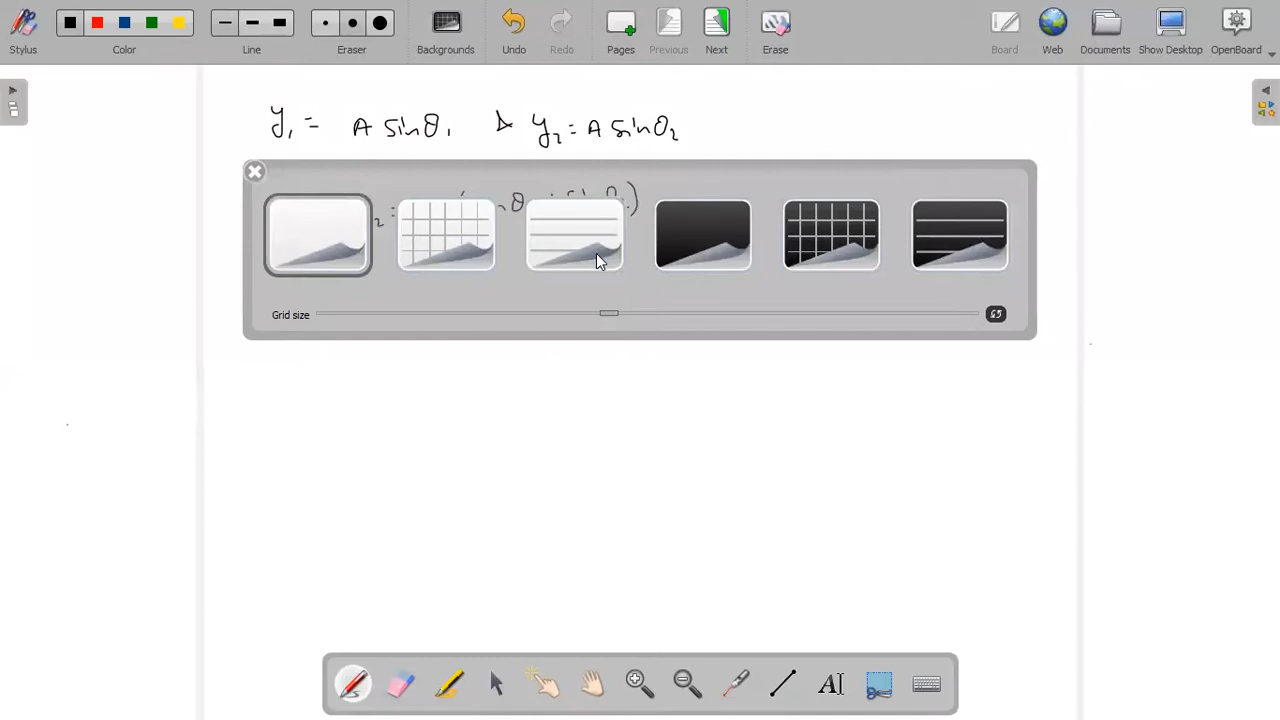 Stylus Color Line Eraser Backgrounds Undo Redo Pages Previous Next Erase Board Web Documents Show Desktop OpenBoard
y₁ = A sinθ₁ & y₂ = A sinθ₂
Grid size 65